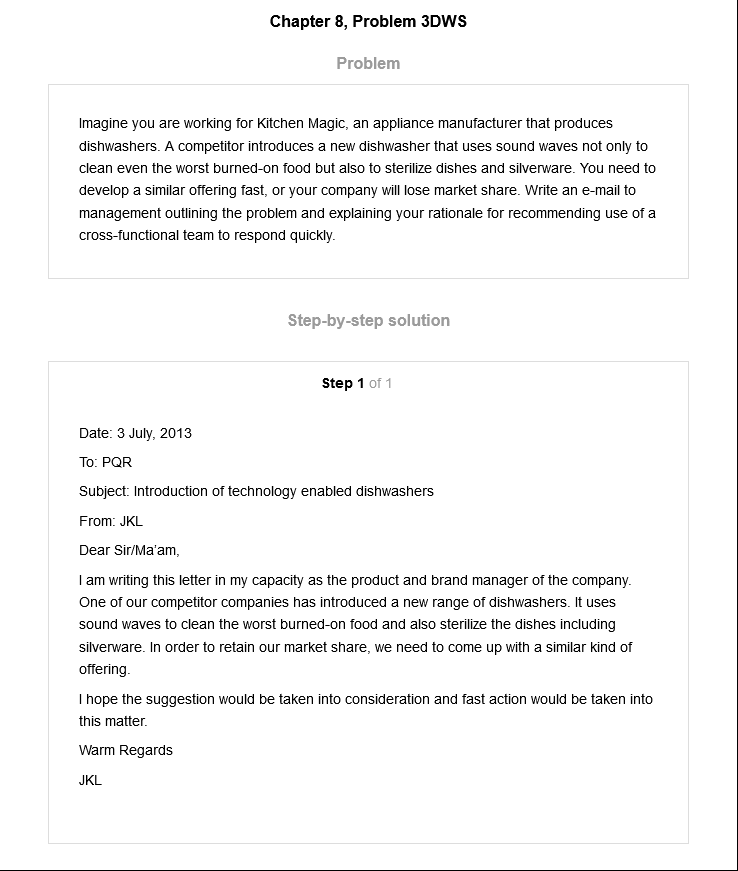 Chapter 8, Problem 3DWS
Problem
Imagine you are working for Kitchen Magic, an appliance manufacturer that produces
dishwashers. A competitor introduces a new dishwasher that uses sound waves not only to
clean even the worst burned-on food but also to sterilize dishes and silverware. You need to
develop a similar offering fast, or your company will lose market share. Write an e-mail to
management outlining the problem and explaining your rationale for recommending use of a
cross-functional team to respond quickly.
Step-by-step solution
Step 1 of 1
Date: 3 July, 2013
To: PQR
Subject: Introduction of technology enabled dishwashers
From: JKL
Dear Sir/Ma'am,
I am writing this letter in my capacity as the product and brand manager of the company.
One of our competitor companies has introduced a new range of dishwashers. It uses
sound waves to clean the worst burned-on food and also sterilize the dishes including
silverware. In order to retain our market share, we need to come up with a similar kind of
offering.
I hope the suggestion would be taken into consideration and fast action would be taken into
this matter.
Warm Regards
JKL